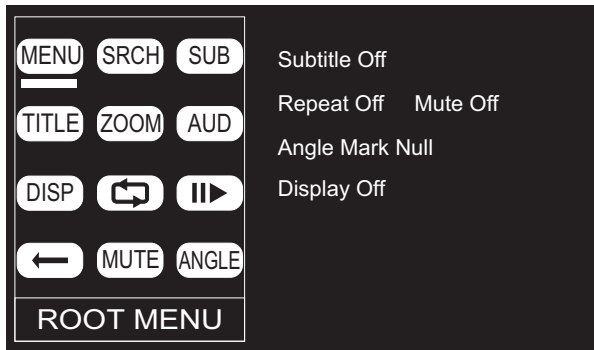 MENU SRCH SUB
TITLE ZOOM AUD
DISP
MUTE ANGLE
ROOT MENU
Subtitle Off
Repeat Off Mute Off
Angle Mark Null
Display Off